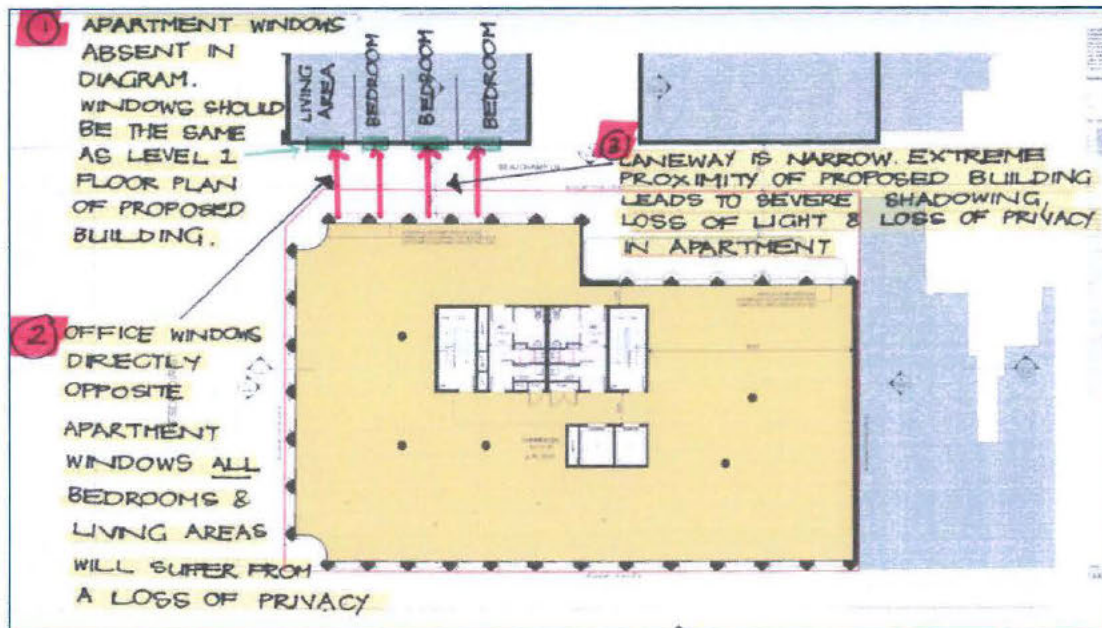 1 APARTMENT WINDOWS
ABSENT IN
DIAGRAM.
WINDOWS SHOULD
BE THE SAME
AS LEVEL 1
FLOOR PLAN
OF PROPOSED
BUILDING.
LIVING
AREA
BEDROOM
BEDROOM
BEDROOM
3
LANEWAY IS NARROW. EXTREME
PROXIMITY OF PROPOSED BUILDING
LEADS TO SEVERE SHADOWING,
LOSS OF LIGHT & LOSS OF PRIVACY
IN APARTMENT
2 OFFICE WINDOWS
DIRECTLY
OPPOSITE
APARTMENT
WINDOWS ALL
BEDROOMS &
LIVING AREAS
WILL SUFFER FROM
A LOSS OF PRIVACY